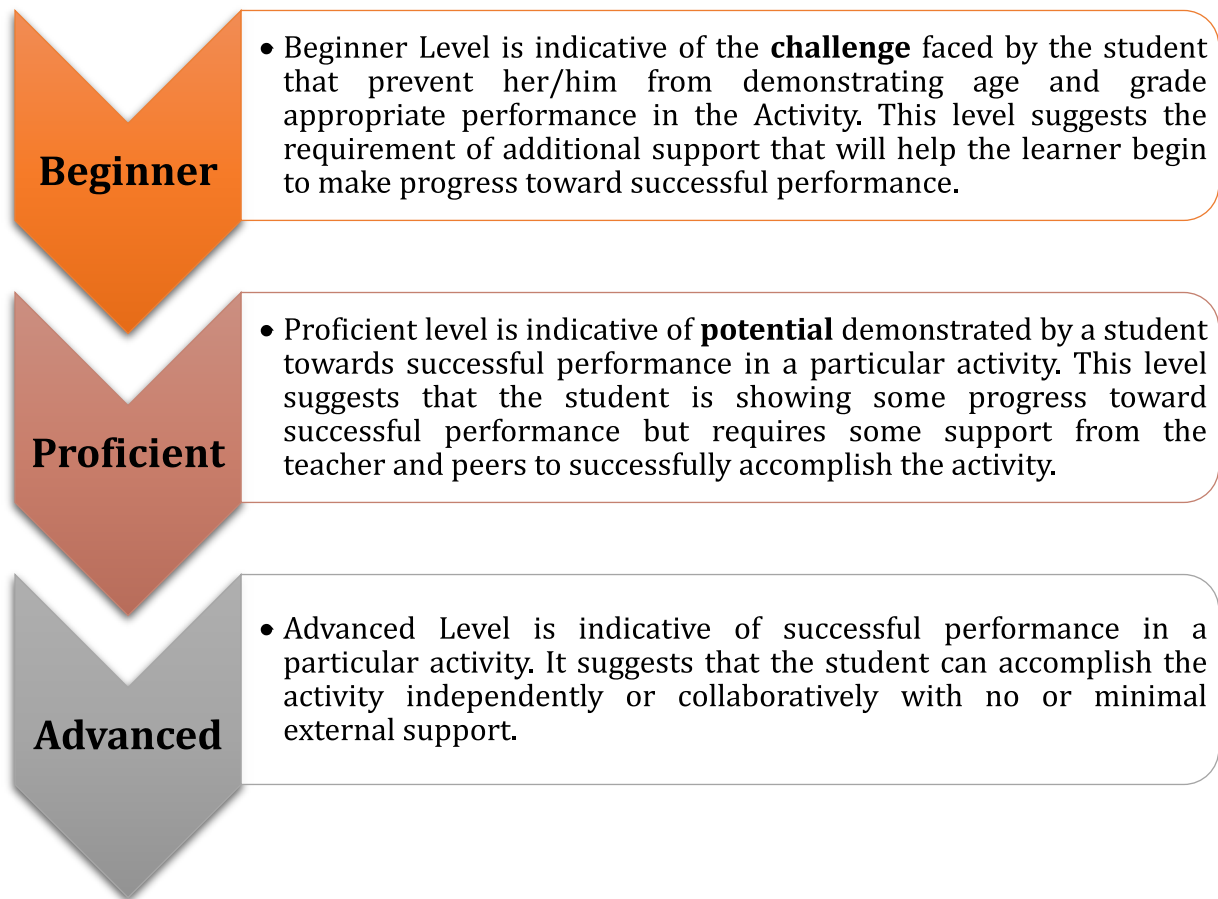 Beginner
• Beginner Level is indicative of the challenge faced by the student
that prevent her/him from demonstrating age and grade
appropriate performance in the Activity. This level suggests the
requirement of additional support that will help the learner begin
to make progress toward successful performance.
Proficient
• Proficient level is indicative of potential demonstrated by a student
towards successful performance in a particular activity. This level
suggests that the student is showing some progress toward
successful performance but requires some support from the
teacher and peers to successfully accomplish the activity.
Advanced
• Advanced Level is indicative of successful performance in a
particular activity. It suggests that the student can accomplish the
activity independently or collaboratively with no or minimal
external support.